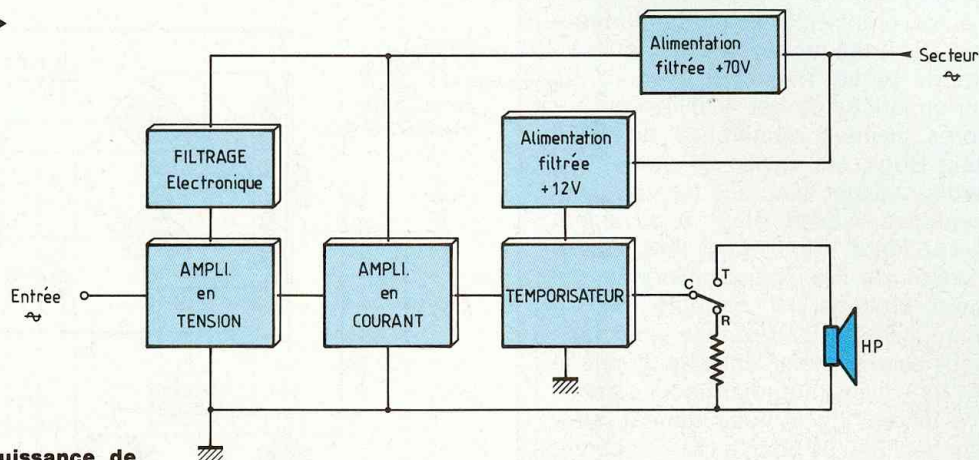 Alimentation
filtrée +70V
Secteur
Alimentation
filtrée
+12V
FILTRAGE
Electronique
Entrée
AMPLI.
en
TENSION
AMPLI.
en
COURANT
TEMPORISATEUR
C
T
R
HP
uissance de